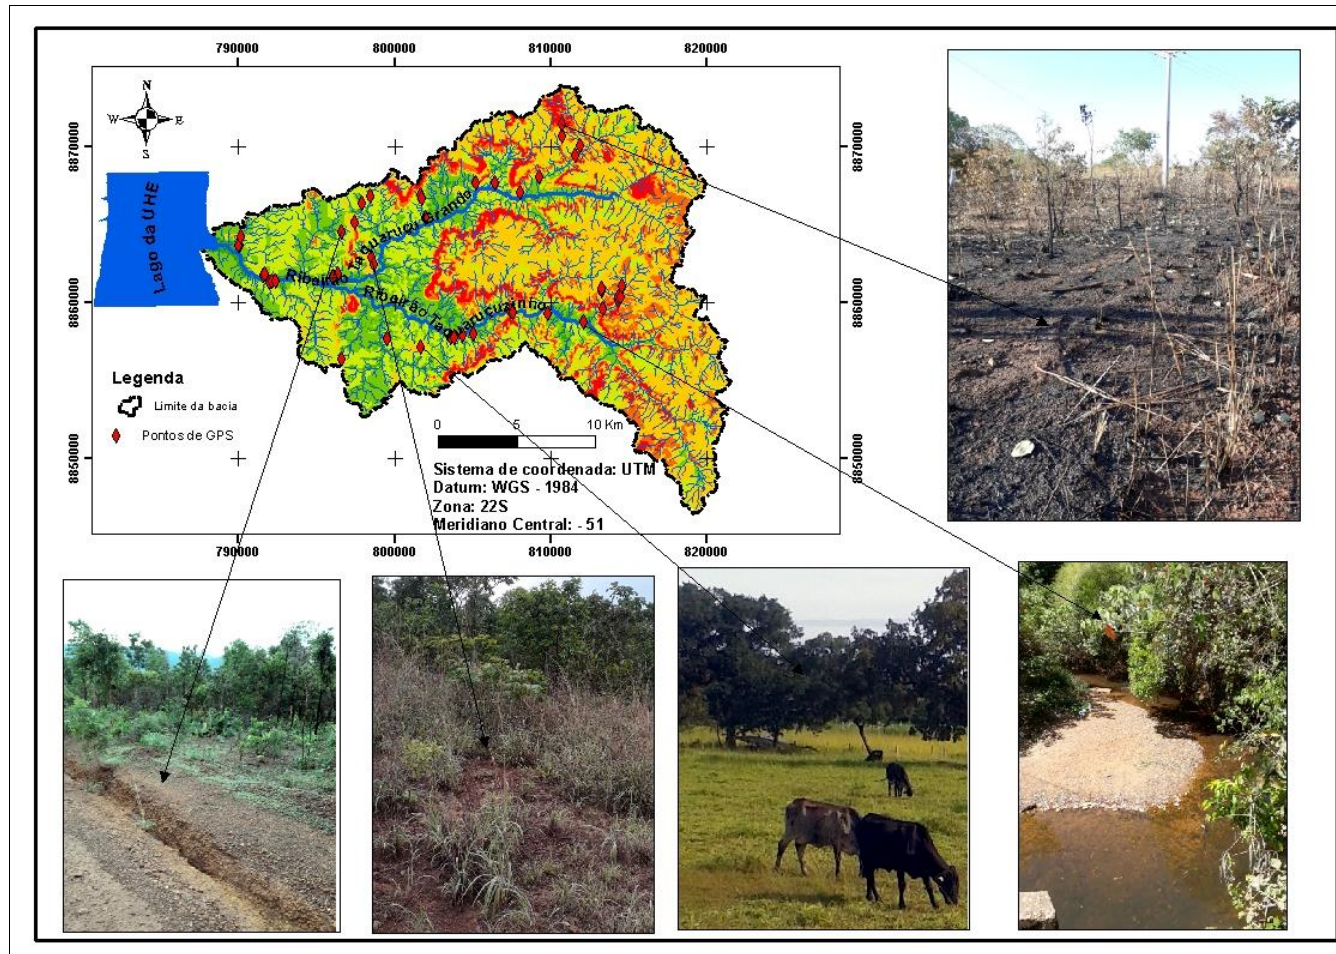 790000 800000 810000 820000
N
W E
S
8870000
8870000
Lago da UHE
Ribeirão Taquaruçu Grande
Ribeirão Taquaruçuzinho
8860000
8860000
Legenda
Limite da bacia
Pontos de GPS
0 5 10 Km
8850000
8850000
Sistema de coordenada: UTM
Datum: WGS - 1984
Zona: 22S
Meridiano Central: - 51
790000 800000 810000 820000